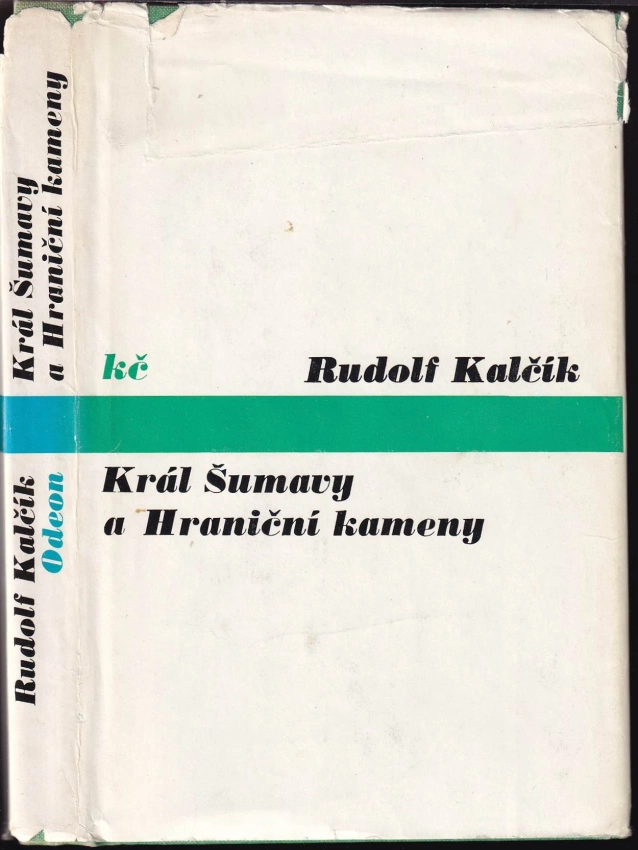 Král Šumavy
a Hraniční kameny
Rudolf Kalčík
Odeon
kč
Rudolf Kalčík
Král Šumavy
a Hraniční kameny